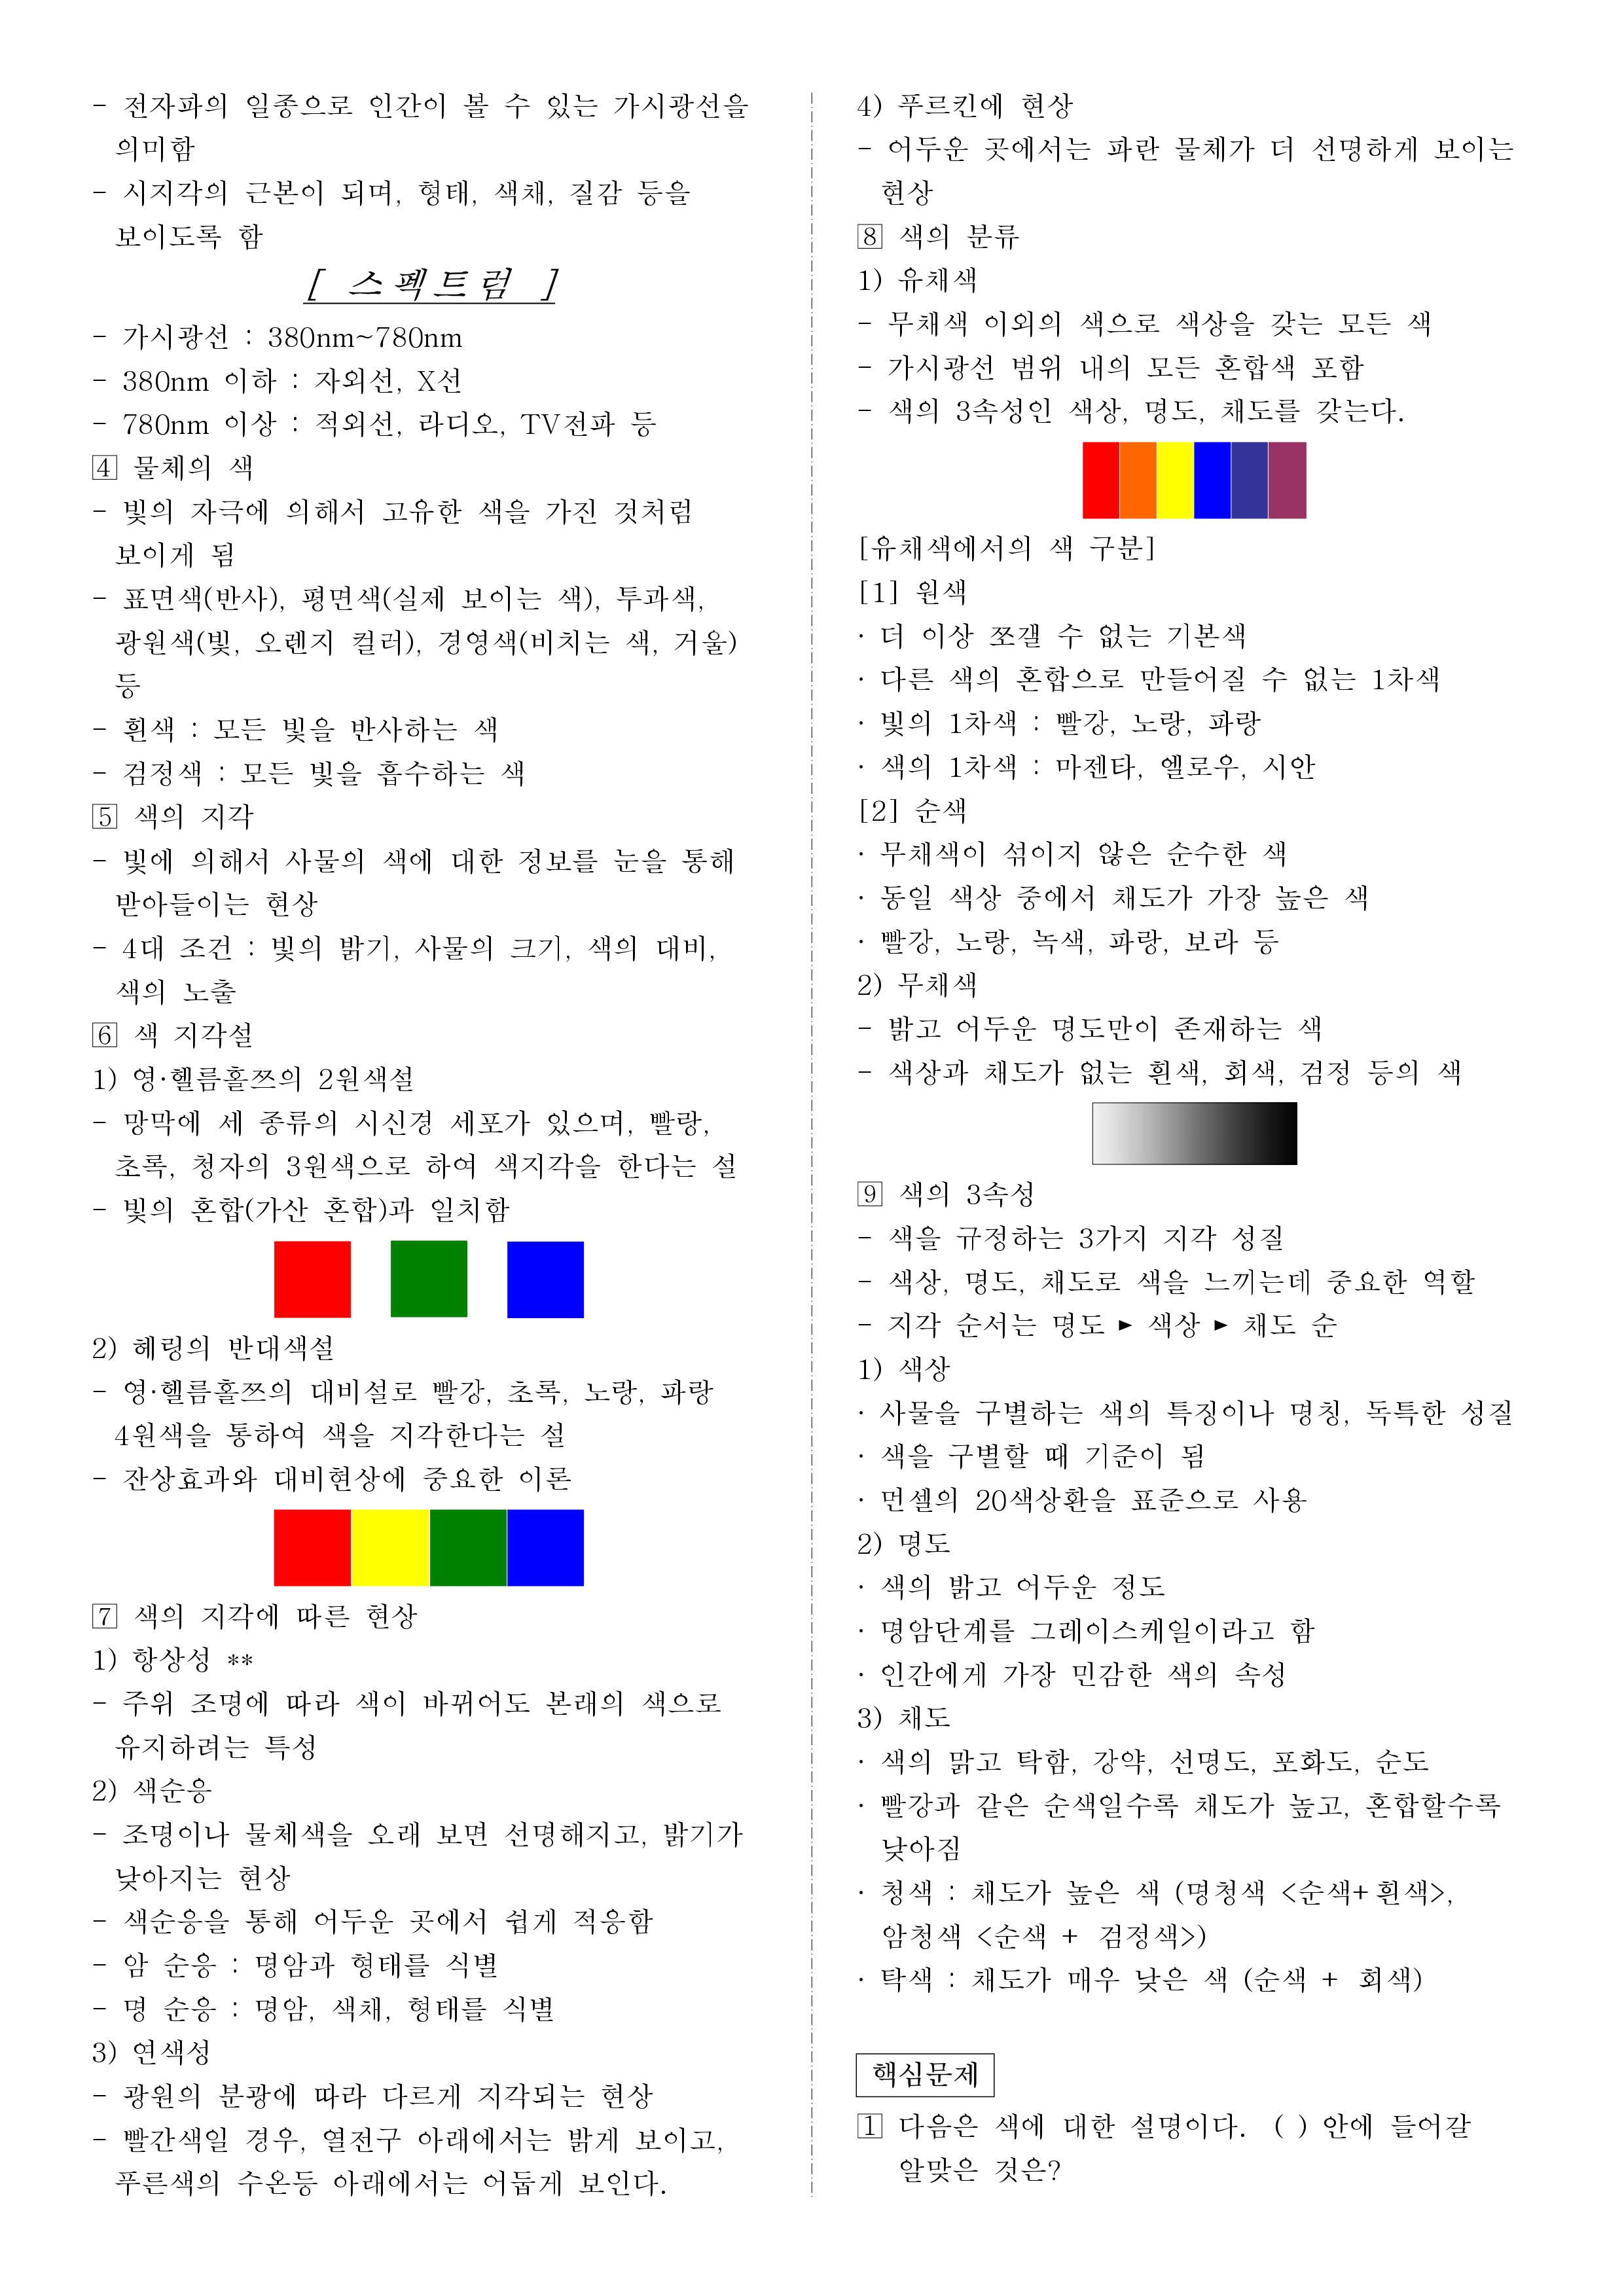 - 전자파의 일종으로 인간이 볼 수 있는 가시광선을
의미함
- 시지각의 근본이 되며, 형태, 색채, 질감 등을
보이도록 함
[ 스펙트럼 ]
- 가시광선 : 380nm~780nm
- 380nm 이하 : 자외선, X선
- 780nm 이상 : 적외선, 라디오, TV전파 등
4 물체의 색
- 빛의 자극에 의해서 고유한 색을 가진 것처럼
보이게 됨
- 표면색(반사), 평면색(실제 보이는 색), 투과색,
광원색(빛, 오렌지 컬러), 경영색(비치는 색, 거울)
등
- 흰색 : 모든 빛을 반사하는 색
- 검정색 : 모든 빛을 흡수하는 색
5 색의 지각
- 빛에 의해서 사물의 색에 대한 정보를 눈을 통해
받아들이는 현상
- 4대 조건 : 빛의 밝기, 사물의 크기, 색의 대비,
색의 노출
6 색 지각설
1) 영·헬름홀쯔의 2원색설
- 망막에 세 종류의 시신경 세포가 있으며, 빨랑,
초록, 청자의 3원색으로 하여 색지각을 한다는 설
- 빛의 혼합(가산 혼합)과 일치함
2) 헤링의 반대색설
- 영·헬름홀쯔의 대비설로 빨강, 초록, 노랑, 파랑
4원색을 통하여 색을 지각한다는 설
- 잔상효과와 대비현상에 중요한 이론
7 색의 지각에 따른 현상
1) 항상성 **
- 주위 조명에 따라 색이 바뀌어도 본래의 색으로
유지하려는 특성
2) 색순응
- 조명이나 물체색을 오래 보면 선명해지고, 밝기가
낮아지는 현상
- 색순응을 통해 어두운 곳에서 쉽게 적응함
- 암 순응 : 명암과 형태를 식별
- 명 순응 : 명암, 색채, 형태를 식별
3) 연색성
- 광원의 분광에 따라 다르게 지각되는 현상
- 빨간색일 경우, 열전구 아래에서는 밝게 보이고,
푸른색의 수온등 아래에서는 어둡게 보인다.
4) 푸르킨에 현상
- 어두운 곳에서는 파란 물체가 더 선명하게 보이는
현상
8 색의 분류
1) 유채색
- 무채색 이외의 색으로 색상을 갖는 모든 색
- 가시광선 범위 내의 모든 혼합색 포함
- 색의 3속성인 색상, 명도, 채도를 갖는다.
[유채색에서의 색 구분]
[1] 원색
· 더 이상 쪼갤 수 없는 기본색
· 다른 색의 혼합으로 만들어질 수 없는 1차색
· 빛의 1차색 : 빨강, 노랑, 파랑
· 색의 1차색 : 마젠타, 옐로우, 시안
[2] 순색
· 무채색이 섞이지 않은 순수한 색
· 동일 색상 중에서 채도가 가장 높은 색
· 빨강, 노랑, 녹색, 파랑, 보라 등
2) 무채색
- 밝고 어두운 명도만이 존재하는 색
- 색상과 채도가 없는 흰색, 회색, 검정 등의 색
9 색의 3속성
- 색을 규정하는 3가지 지각 성질
- 색상, 명도, 채도로 색을 느끼는데 중요한 역할
- 지각 순서는 명도 ► 색상 ► 채도 순
1) 색상
· 사물을 구별하는 색의 특징이나 명칭, 독특한 성질
· 색을 구별할 때 기준이 됨
· 먼셀의 20색상환을 표준으로 사용
2) 명도
· 색의 밝고 어두운 정도
· 명암단계를 그레이스케일이라고 함
· 인간에게 가장 민감한 색의 속성
3) 채도
· 색의 맑고 탁함, 강약, 선명도, 포화도, 순도
· 빨강과 같은 순색일수록 채도가 높고, 혼합할수록
낮아짐
· 청색 : 채도가 높은 색 (명청색 <순색+ 흰색>,
암청색 <순색 + 검정색>)
· 탁색 : 채도가 매우 낮은 색 (순색 + 회색)
핵심문제
1 다음은 색에 대한 설명이다. ( ) 안에 들어갈
알맞은 것은?